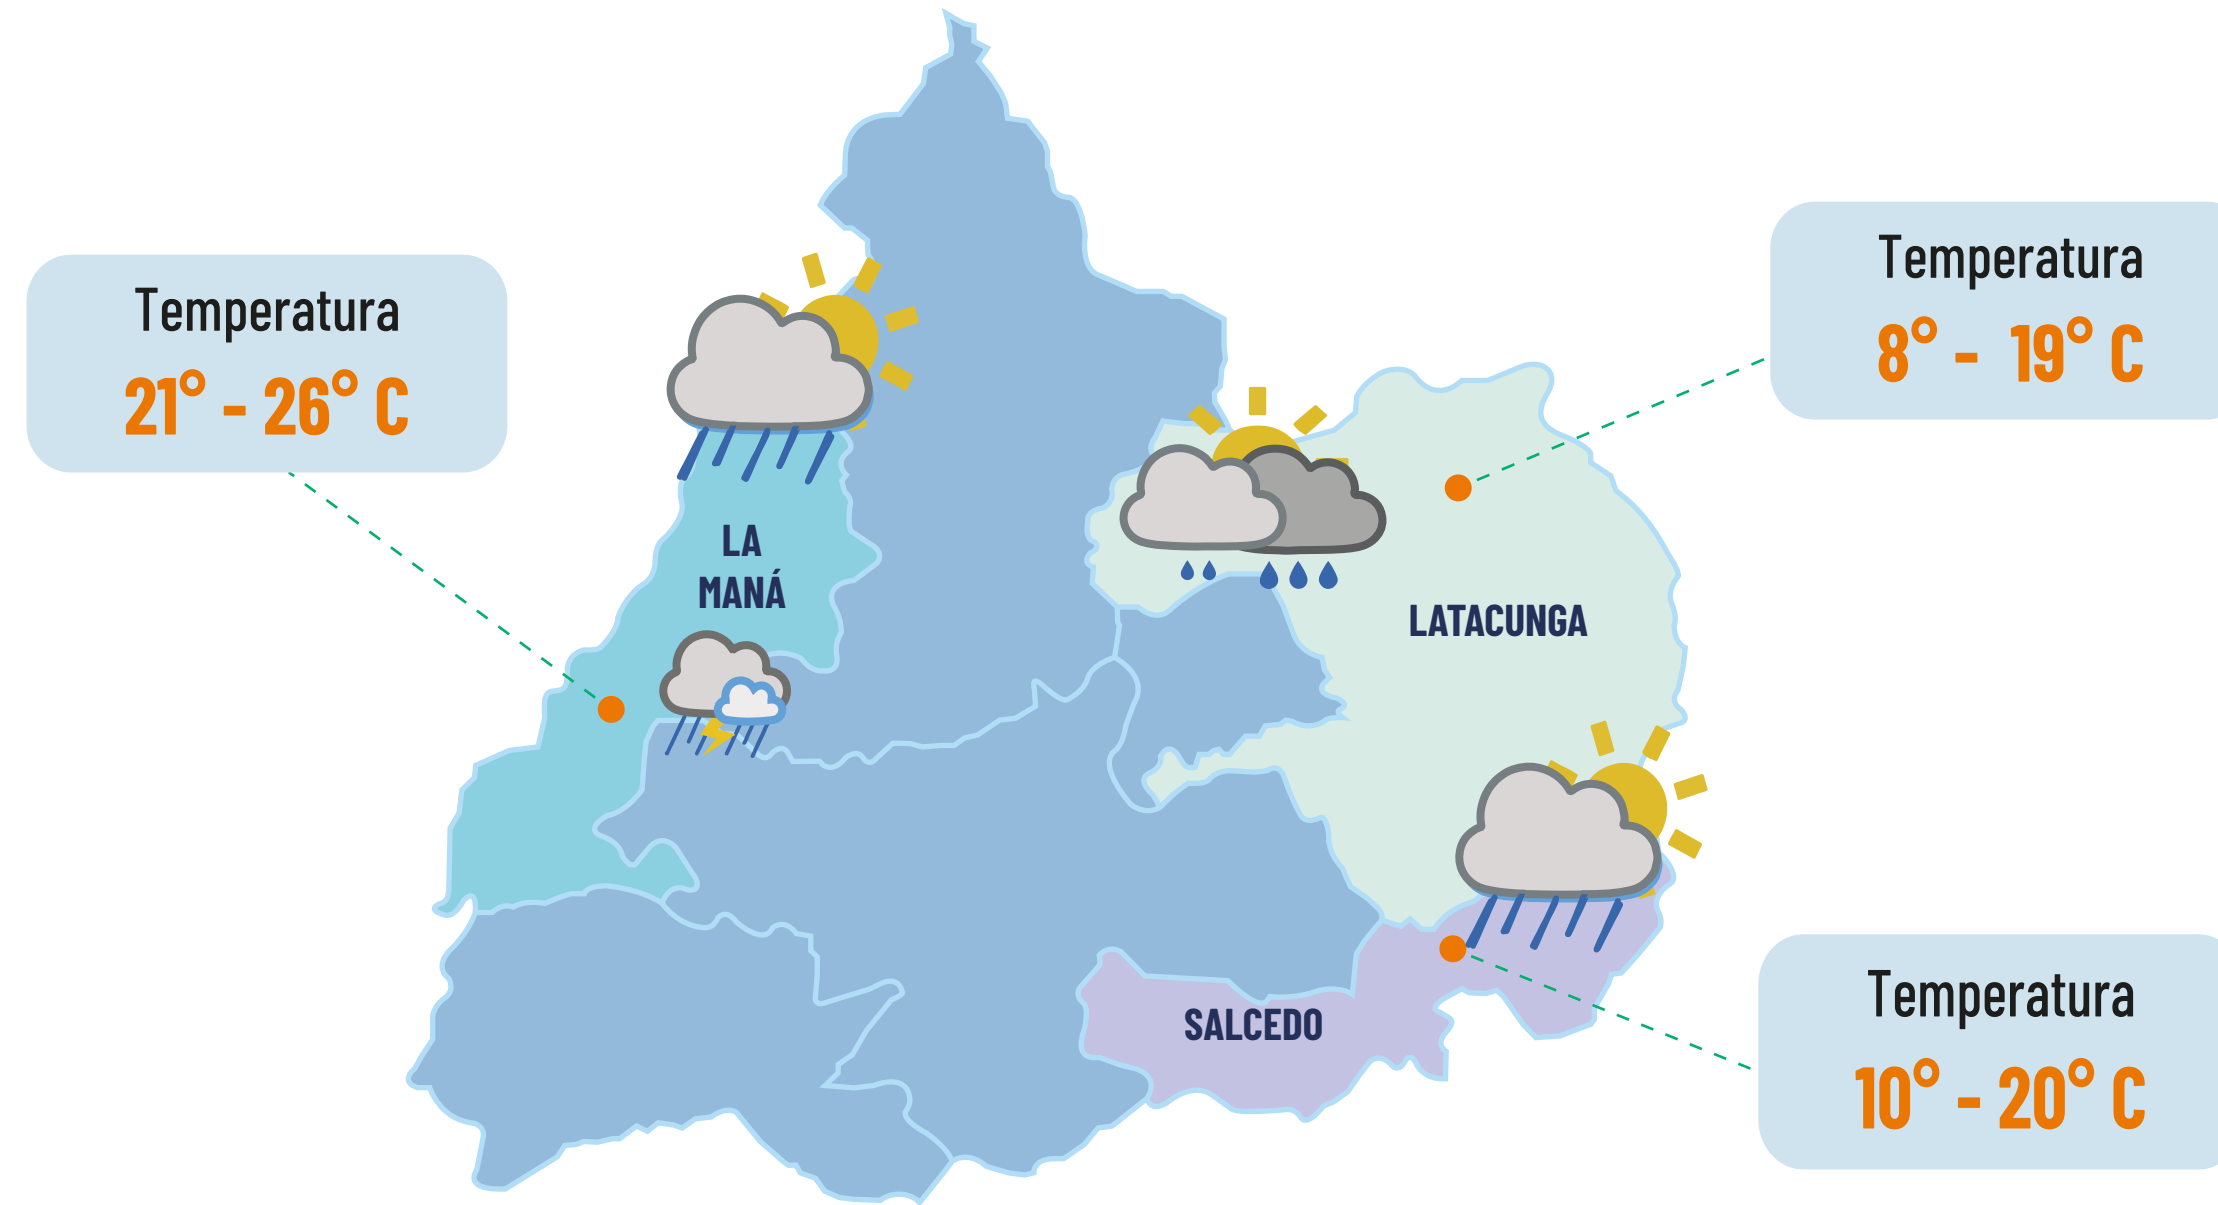 Temperatura
21° - 26° C
Temperatura
8° - 19° C
LA
MANÁ
LATACUNGA
SALCEDO
Temperatura
10° - 20° C